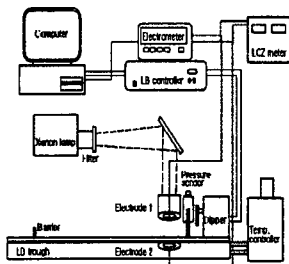 Computer
Electrometer
LB controller
LCZ meter
Xenon lamp
Filter
Pressure
sensor
Electrode 1
Dipper
Temp.
controller
Barrier
LB trough
Electrode 2